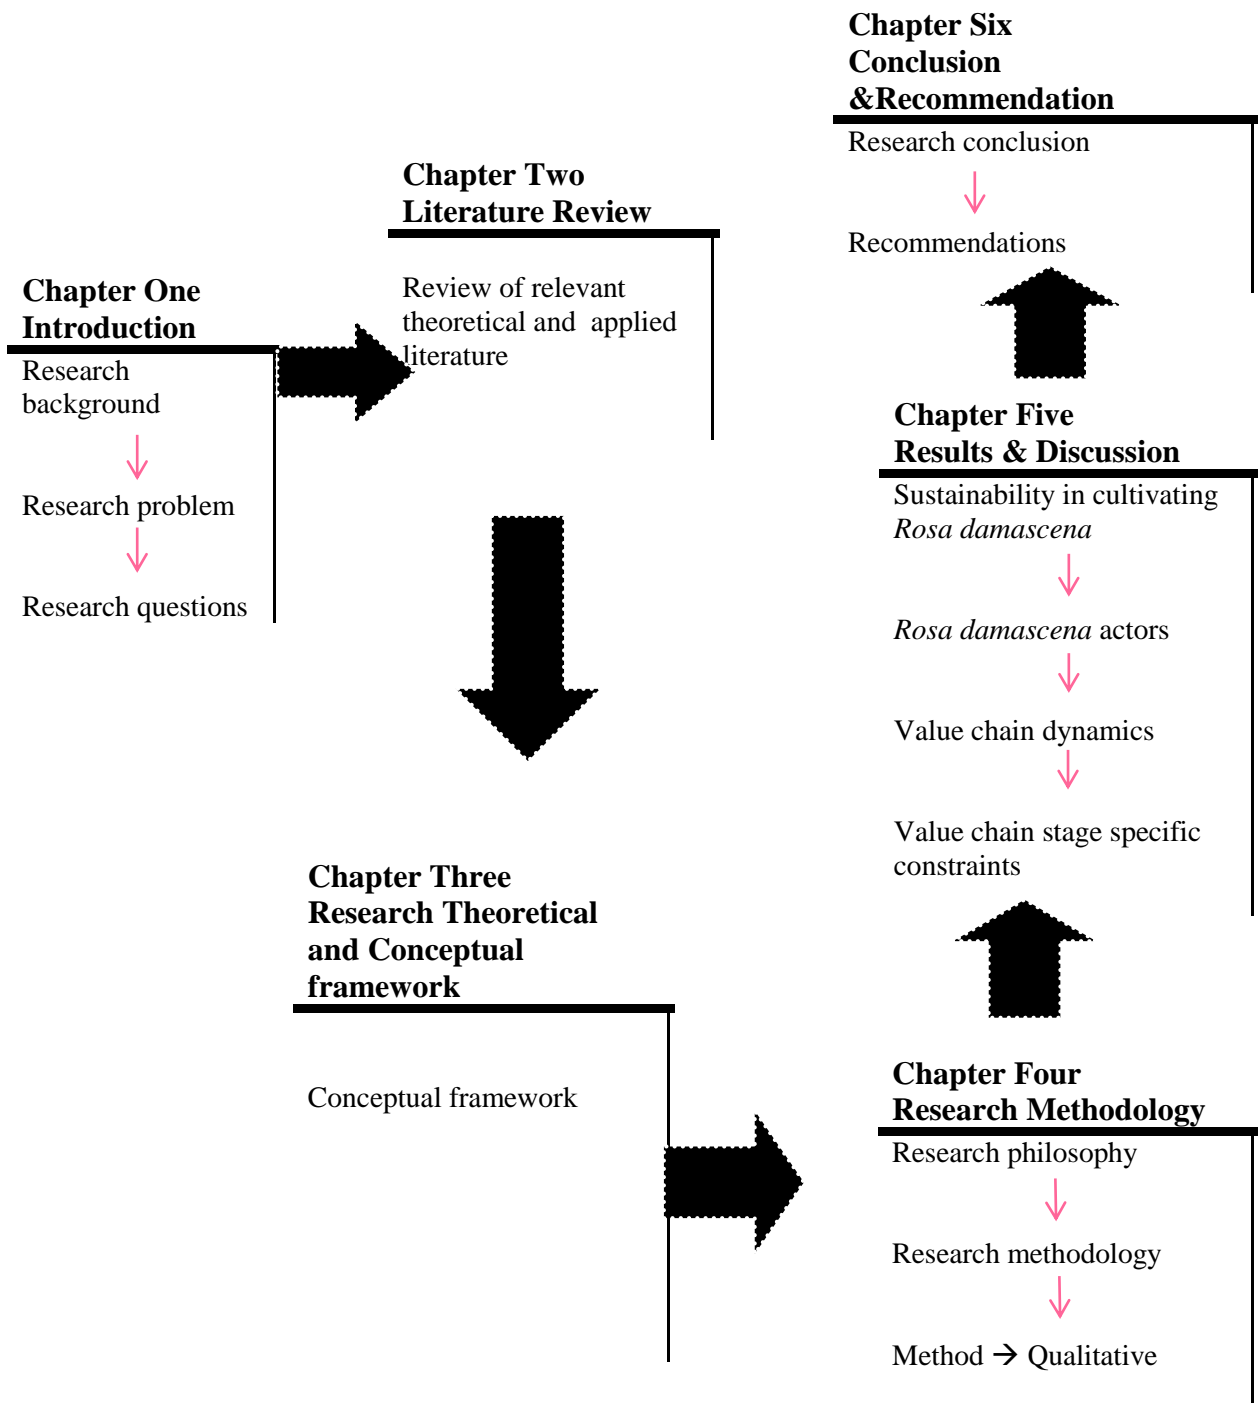 Chapter One
Introduction
Research
background
Research problem
Research questions
Chapter Two
Literature Review
Review of relevant
theoretical and applied
literature
Chapter Three
Research Theoretical
and Conceptual
framework
Conceptual framework
Chapter Four
Research Methodology
Research philosophy
Research methodology
Method → Qualitative
Chapter Five
Results & Discussion
Sustainability in cultivating
Rosa damascena
Rosa damascena actors
Value chain dynamics
Value chain stage specific
constraints
Chapter Six
Conclusion
&Recommendation
Research conclusion
Recommendations